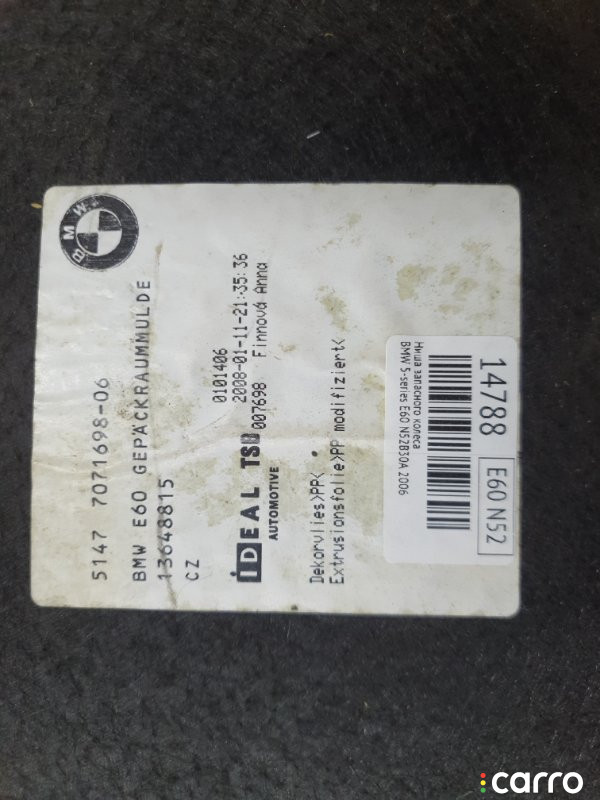 BMW
5147 7071698-06
BMW E60 GEPÄCKRAUMMULDE
13648815
CZ
0101406
2008-01-11-21:35:36
007698 Finnová Anna
IDEAL TSD
AUTOMOTIVE
Dekorvlies>PP<
Extrusionsfolie>PP modifiziert<
Ниша запасного колеса
BMW 5-series E60 N52B30A 2006
14788
E60 N52
carro